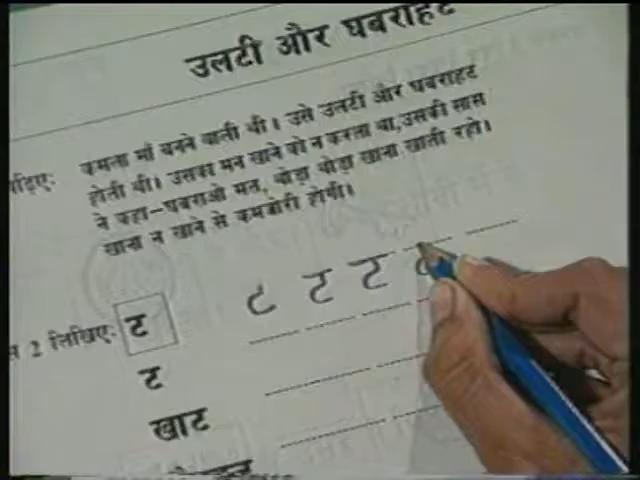 उलटी और घबराहट
पढ़िए: कमला माँ बनने वाली थी। उसे उलटी और घबराहट
होती थी। उसका मन खाने को न करता था, उसकी सास
ने कहा-घबराओ मत, थोड़ा थोड़ा खाना खाती रहो।
खाना न खाने से कमजोरी होगी।
2 लिखिए: ट ट ट ट
ट
खाट